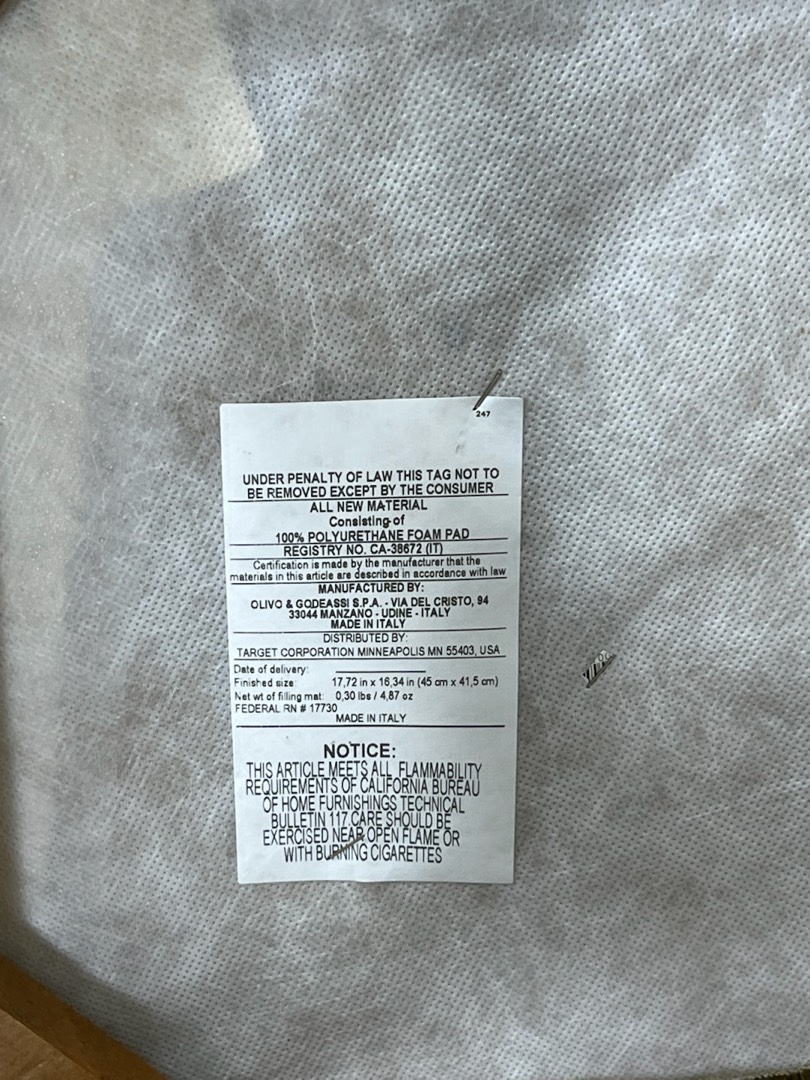 247
UNDER PENALTY OF LAW THIS TAG NOT TO
BE REMOVED EXCEPT BY THE CONSUMER
ALL NEW MATERIAL
Consisting of
100% POLYURETHANE FOAM PAD
REGISTRY NO. CA-38672 (IT)
Certification is made by the manufacturer that the
materials in this article are described in accordance with law
MANUFACTURED BY:
OLIVO & GODEASSI S.P.A. - VIA DEL CRISTO, 94
33044 MANZANO - UDINE - ITALY
MADE IN ITALY
DISTRIBUTED BY:
TARGET CORPORATION MINNEAPOLIS MN 55403, USA
Date of delivery:
Finished size: 17,72 in x 16,34 in (45 cm x 41,5 cm)
Net wt of filling mat: 0,30 lbs / 4,87 oz
FEDERAL RN # 17730
MADE IN ITALY
NOTICE:
THIS ARTICLE MEETS ALL FLAMMABILITY
REQUIREMENTS OF CALIFORNIA BUREAU
OF HOME FURNISHINGS TECHNICAL
BULLETIN 117 CARE SHOULD BE
EXERCISED NEAR OPEN FLAME OR
WITH BURNING CIGARETTES